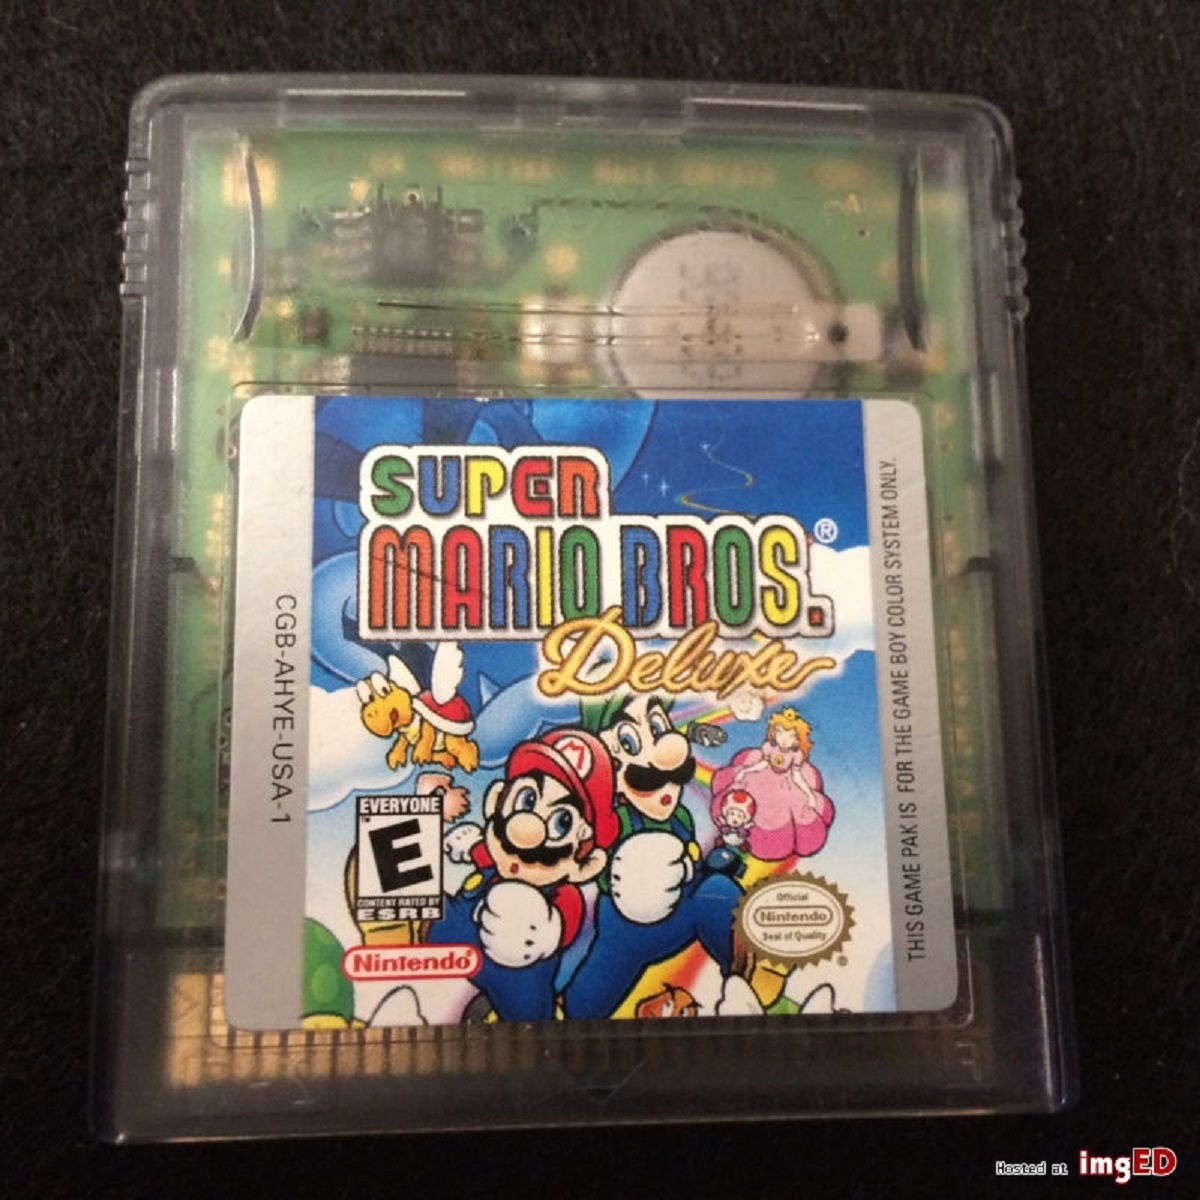 SUPER
MARIO BROS.®
Deluxe
CGB-AHYE-USA-1
THIS GAME PAK IS FOR THE GAME BOY COLOR SYSTEM ONLY.
M
EVERYONE
E
CONTENT RATED BY
ESRB
Nintendo®
Official
Nintendo
Seal of Quality
®
Hosted at imgED